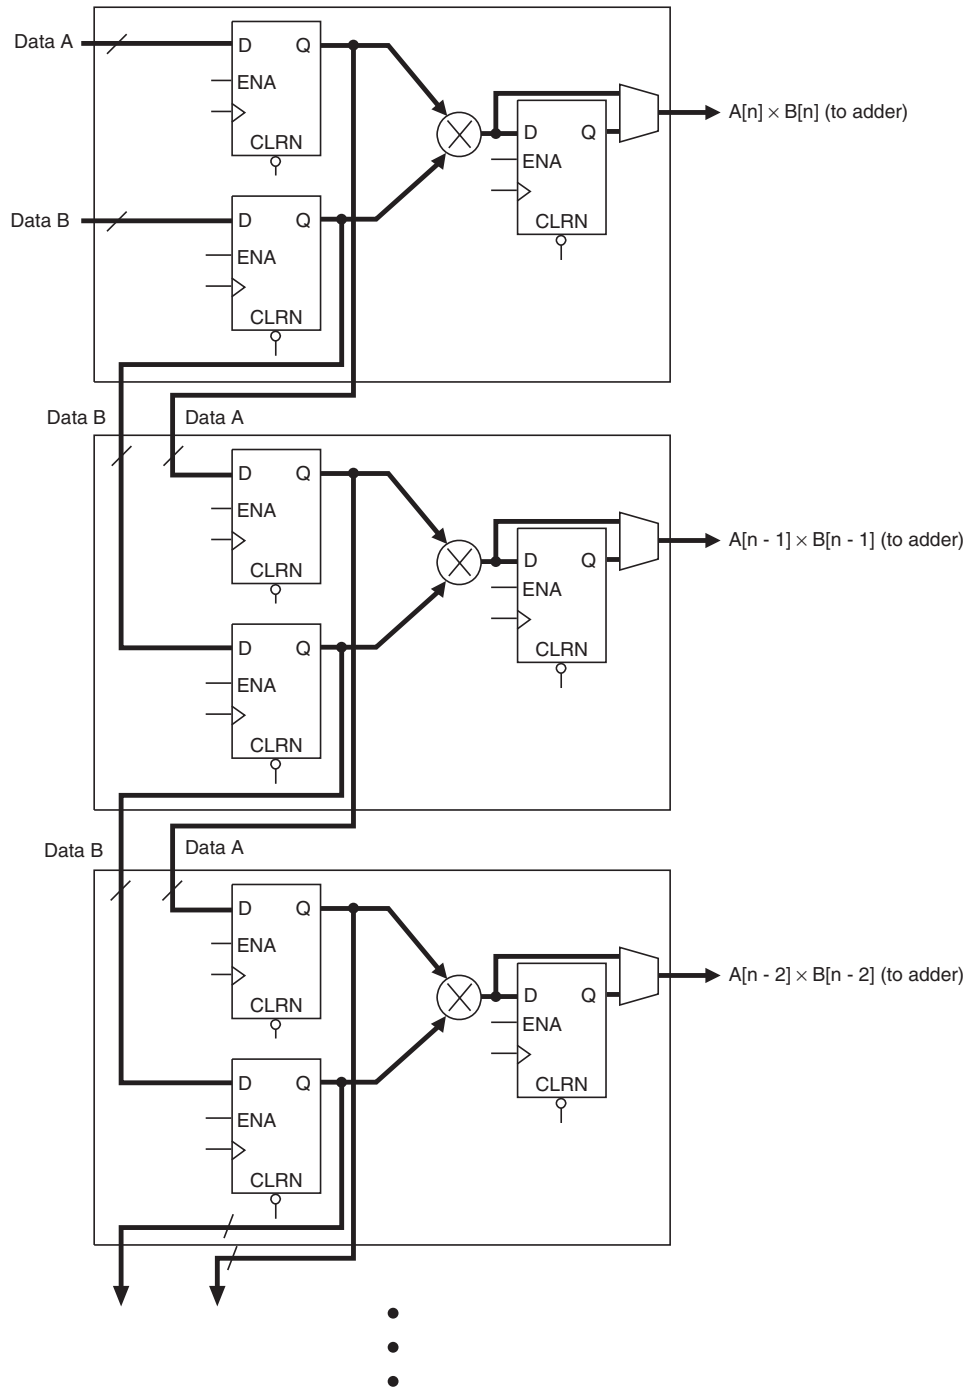 Data A
D Q
ENA
CLRN
D Q
ENA
CLRN
A[n] × B[n] (to adder)
Data B
D Q
ENA
CLRN
Data B
Data A
D Q
ENA
CLRN
D Q
ENA
CLRN
A[n - 1] × B[n - 1] (to adder)
D Q
ENA
CLRN
Data B
Data A
D Q
ENA
CLRN
D Q
ENA
CLRN
A[n - 2] × B[n - 2] (to adder)
D Q
ENA
CLRN